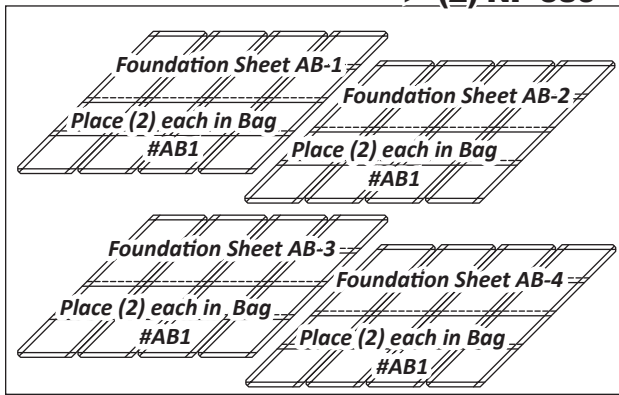 Foundation Sheet AB-1
Place (2) each in Bag
#AB1
Foundation Sheet AB-2
Place (2) each in Bag
#AB1
Foundation Sheet AB-3
Place (2) each in Bag
#AB1
Foundation Sheet AB-4
Place (2) each in Bag
#AB1